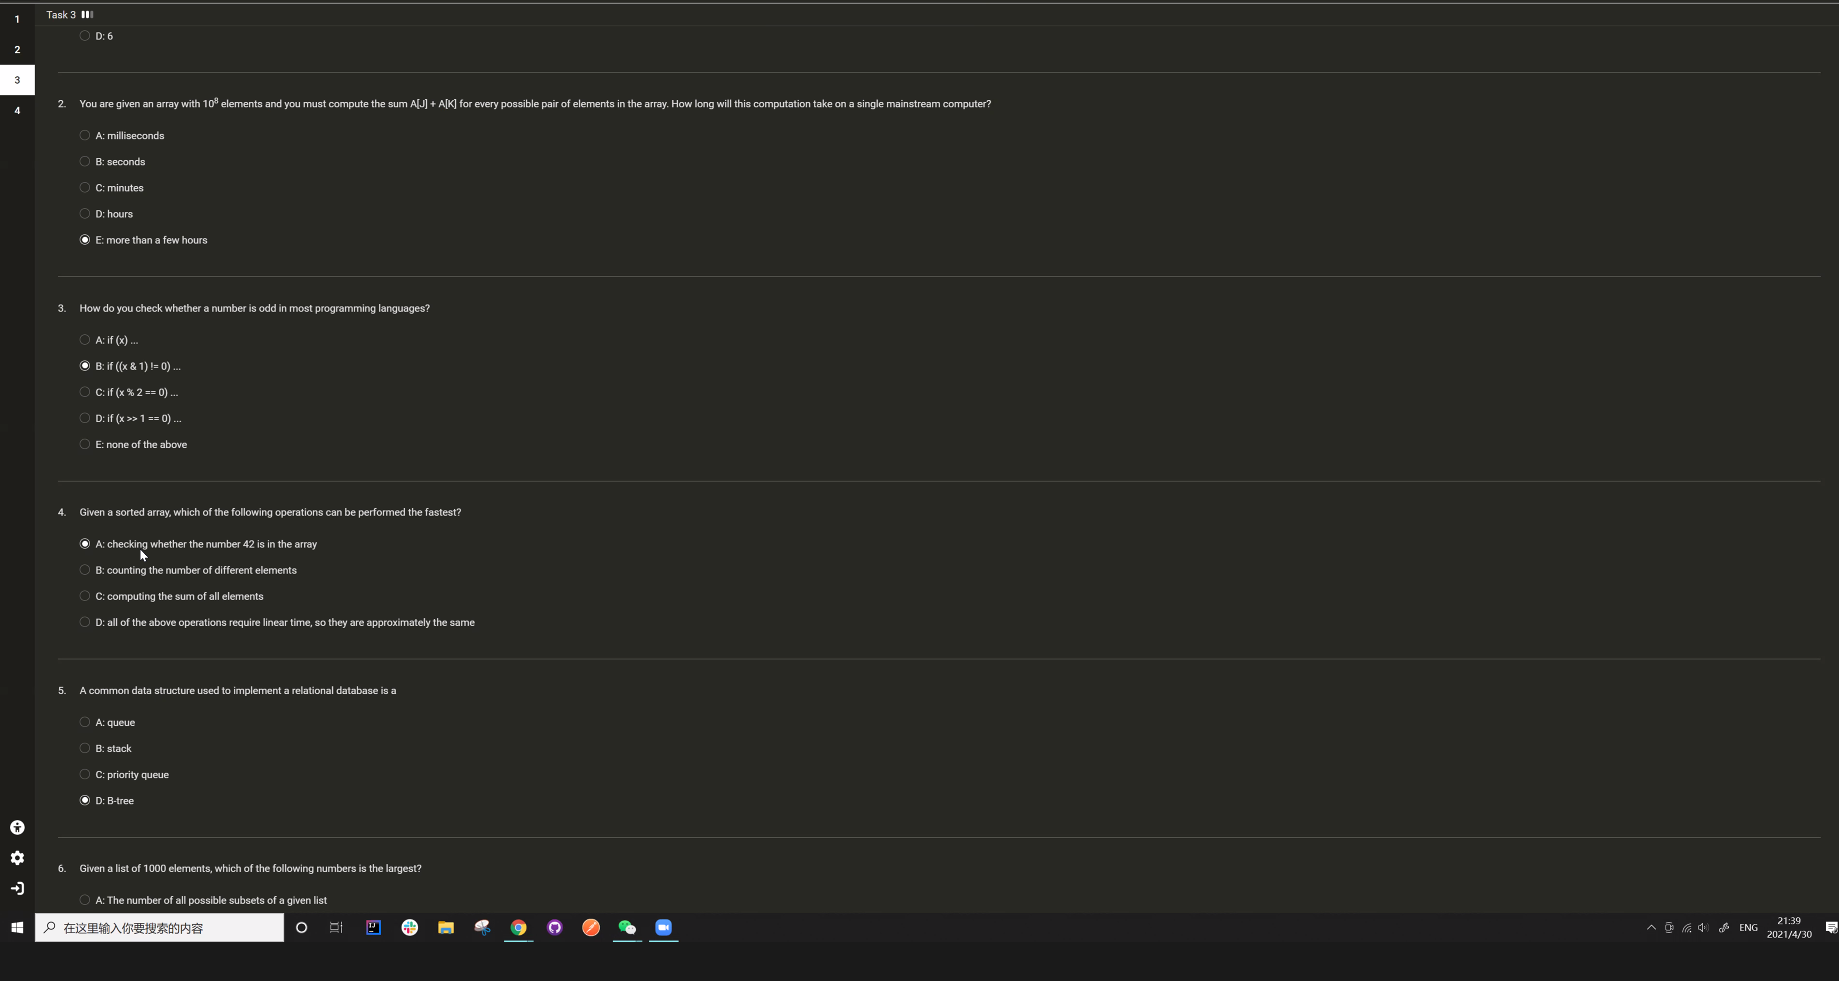 1
Task 3
D: 6
2
3
2. You are given an array with 10⁸ elements and you must compute the sum A[J] + A[K] for every possible pair of elements in the array. How long will this computation take on a single mainstream computer?
4
A: milliseconds
B: seconds
C: minutes
D: hours
E: more than a few hours
3. How do you check whether a number is odd in most programming languages?
A: if (x) ...
B: if ((x & 1) != 0) ...
C: if (x % 2 == 0) ...
D: if (x >> 1 == 0) ...
E: none of the above
4. Given a sorted array, which of the following operations can be performed the fastest?
A: checking whether the number 42 is in the array
B: counting the number of different elements
C: computing the sum of all elements
D: all of the above operations require linear time, so they are approximately the same
5. A common data structure used to implement a relational database is a
A: queue
B: stack
C: priority queue
D: B-tree
6. Given a list of 1000 elements, which of the following numbers is the largest?
A: The number of all possible subsets of a given list
在这里输入你要搜索的内容
ENG
21:39
2021/4/30